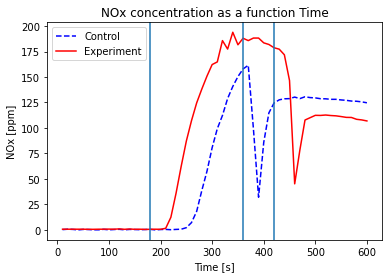 NOx concentration as a function Time
Control
Experiment
NOx [ppm]
200
175
150
125
100
75
50
25
0
0 100 200 300 400 500 600
Time [s]